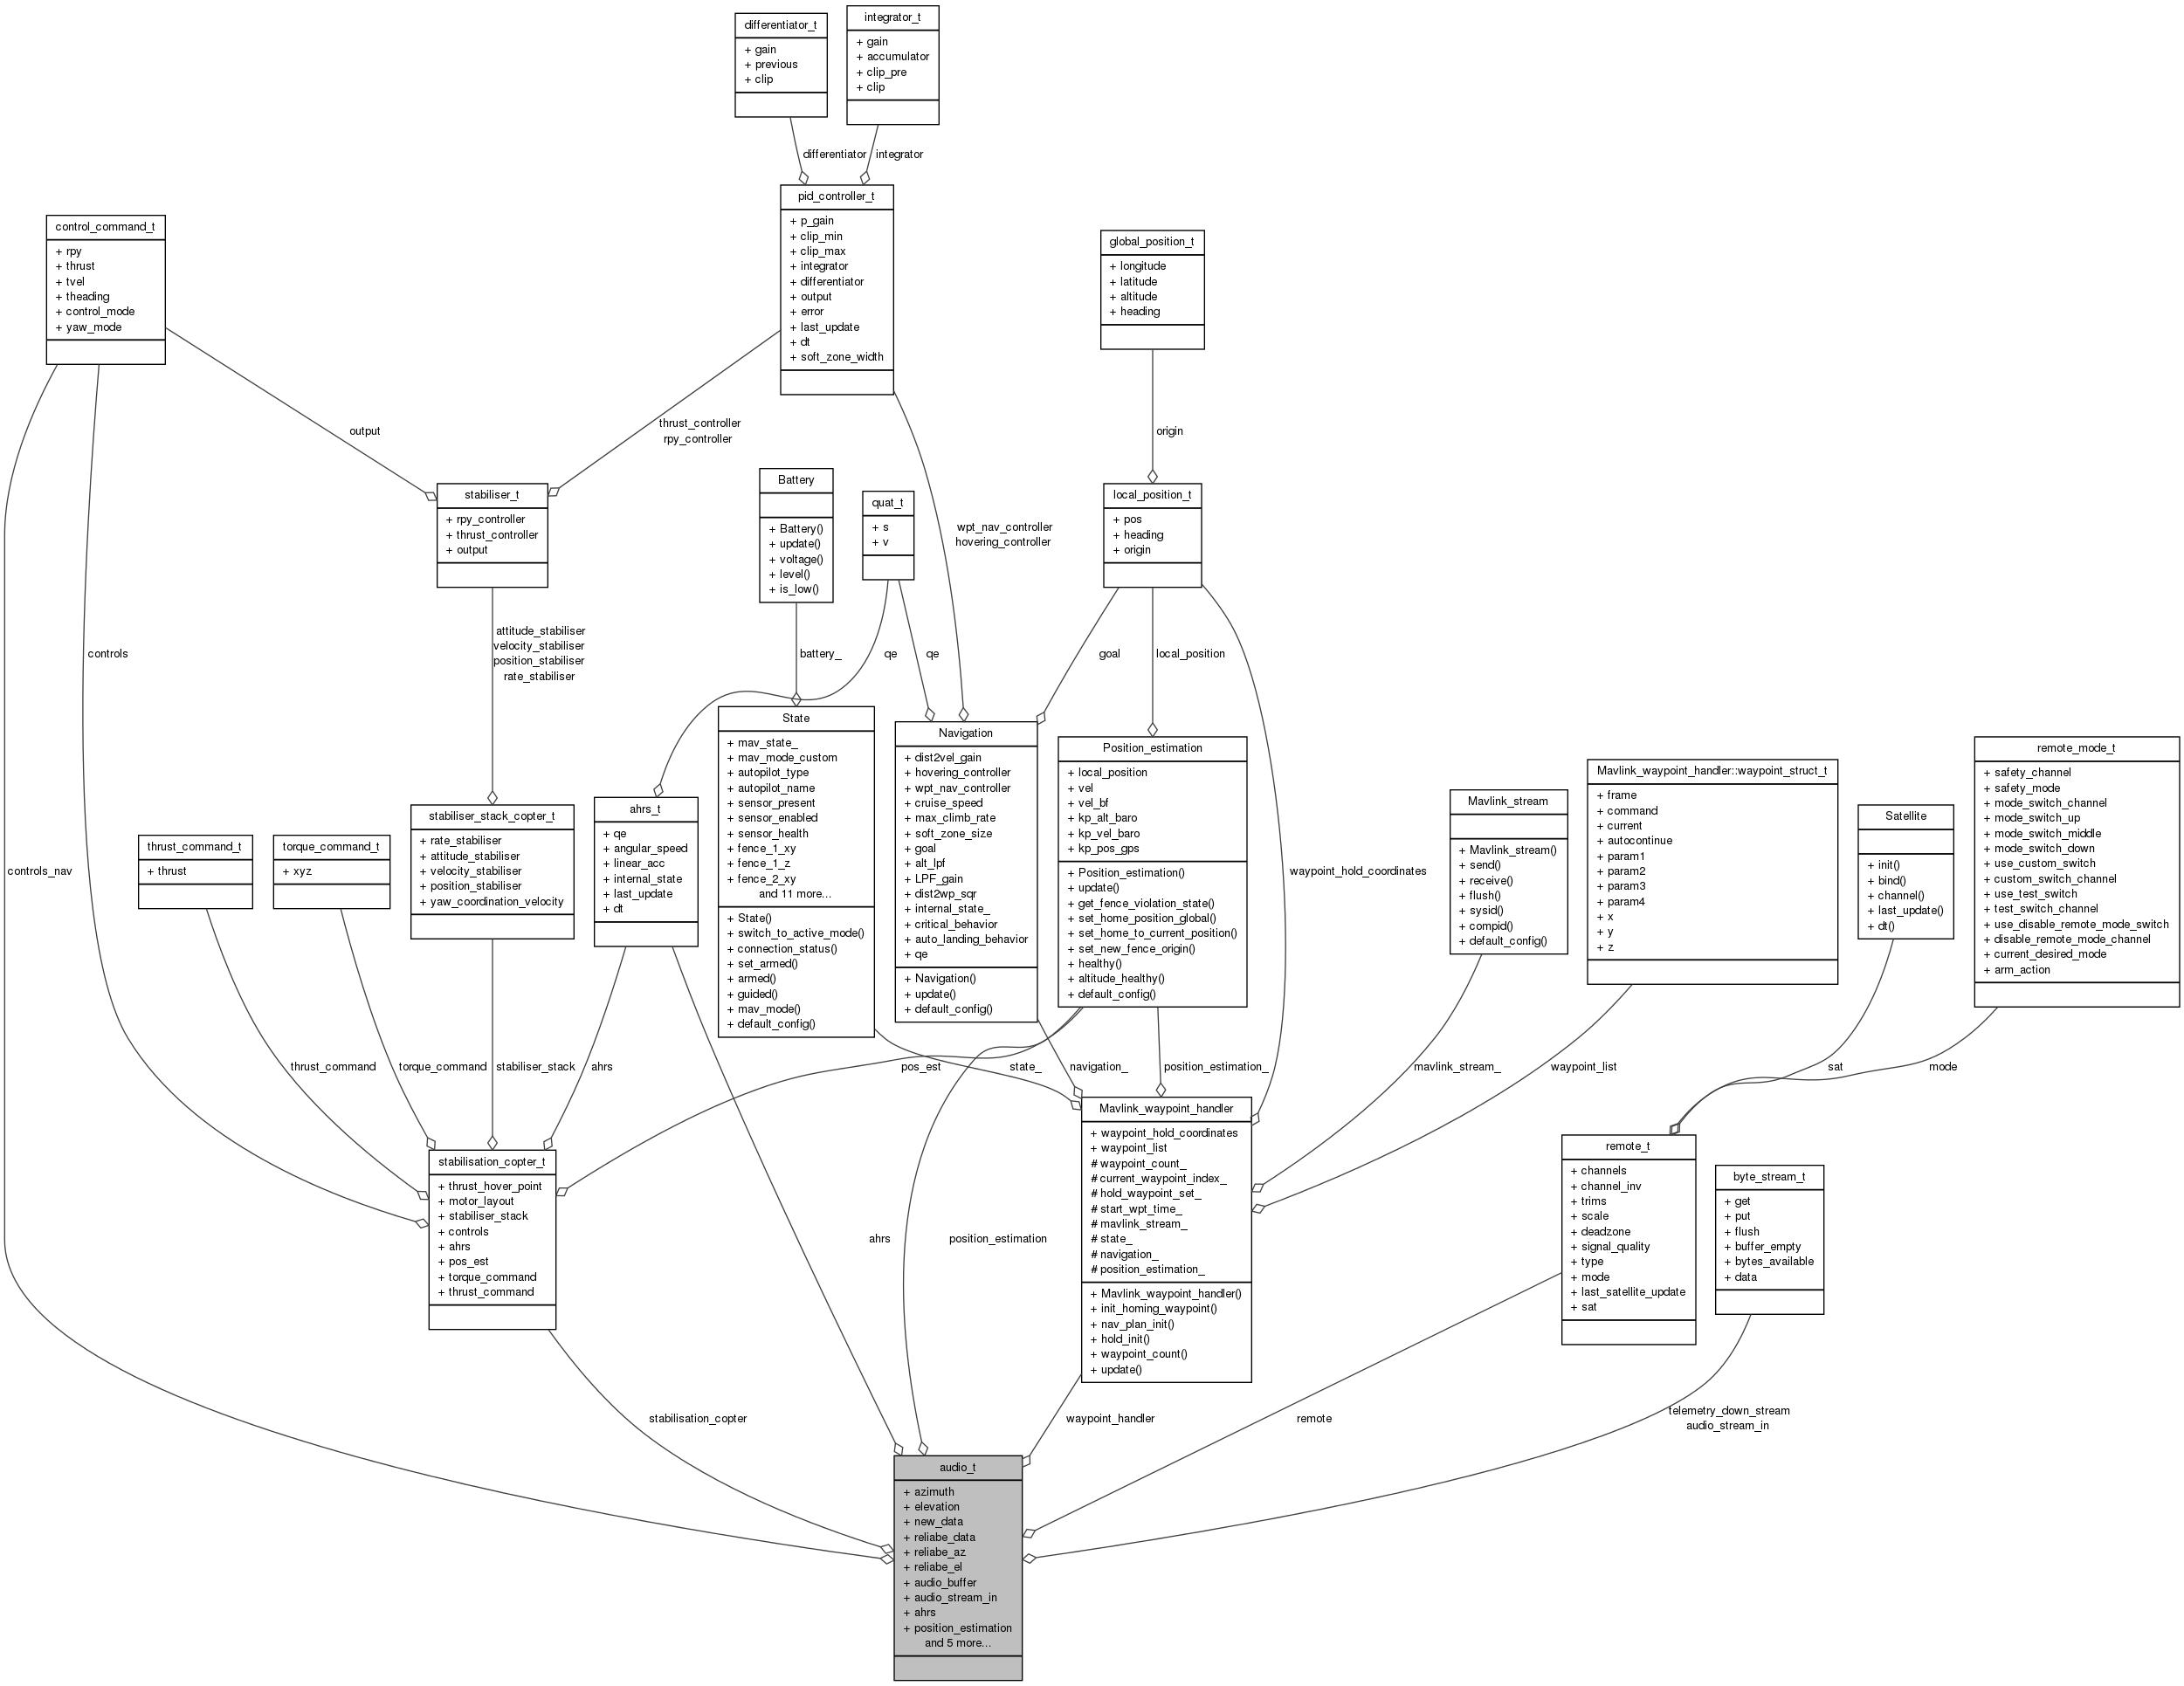 differentiator_t
+ gain
+ previous
+ clip
integrator_t
+ gain
+ accumulator
+ clip_pre
+ clip
differentiator
integrator
pid_controller_t
+ p_gain
+ clip_min
+ clip_max
+ integrator
+ differentiator
+ output
+ error
+ last_update
+ dt
+ soft_zone_width
control_command_t
+ rpy
+ thrust
+ tvel
+ theading
+ control_mode
+ yaw_mode
global_position_t
+ longitude
+ latitude
+ altitude
+ heading
output
thrust_controller
rpy_controller
origin
stabiliser_t
+ rpy_controller
+ thrust_controller
+ output
Battery
+ Battery()
+ update()
+ voltage()
+ level()
+ is_low()
quat_t
+ s
+ v
wpt_nav_controller
hovering_controller
local_position_t
+ pos
+ heading
+ origin
controls
attitude_stabiliser
velocity_stabiliser
position_stabiliser
rate_stabiliser
battery_
qe
qe
goal
local_position
controls_nav
thrust_command_t
+ thrust
torque_command_t
+ xyz
stabiliser_stack_copter_t
+ rate_stabiliser
+ attitude_stabiliser
+ velocity_stabiliser
+ position_stabiliser
+ yaw_coordination_velocity
ahrs_t
+ qe
+ angular_speed
+ linear_acc
+ internal_state
+ last_update
+ dt
State
+ mav_state_
+ mav_mode_custom
+ autopilot_type
+ autopilot_name
+ sensor_present
+ sensor_enabled
+ sensor_health
+ fence_1_xy
+ fence_1_z
+ fence_2_xy
and 11 more...
+ State()
+ switch_to_active_mode()
+ connection_status()
+ set_armed()
+ armed()
+ guided()
+ mav_mode()
+ default_config()
Navigation
+ dist2vel_gain
+ hovering_controller
+ wpt_nav_controller
+ cruise_speed
+ max_climb_rate
+ soft_zone_size
+ goal
+ alt_lpf
+ LPF_gain
+ dist2wp_sqr
+ internal_state_
+ critical_behavior
+ auto_landing_behavior
+ qe
+ Navigation()
+ update()
+ default_config()
Position_estimation
+ local_position
+ vel
+ vel_bf
+ kp_alt_baro
+ kp_vel_baro
+ kp_pos_gps
+ Position_estimation()
+ update()
+ get_fence_violation_state()
+ set_home_position_global()
+ set_home_to_current_position()
+ set_new_fence_origin()
+ healthy()
+ altitude_healthy()
+ default_config()
waypoint_hold_coordinates
Mavlink_stream
+ Mavlink_stream()
+ send()
+ receive()
+ flush()
+ sysid()
+ compid()
+ default_config()
Mavlink_waypoint_handler::waypoint_struct_t
+ frame
+ command
+ current
+ autocontinue
+ param1
+ param2
+ param3
+ param4
+ x
+ y
+ z
Satellite
+ init()
+ bind()
+ channel()
+ last_update()
+ dt()
remote_mode_t
+ safety_channel
+ safety_mode
+ mode_switch_channel
+ mode_switch_up
+ mode_switch_middle
+ mode_switch_down
+ use_custom_switch
+ custom_switch_channel
+ use_test_switch
+ test_switch_channel
+ use_disable_remote_mode_switch
+ disable_remote_mode_channel
+ current_desired_mode
+ arm_action
thrust_command
torque_command
stabiliser_stack
ahrs
pos_est
state_
navigation_
position_estimation_
mavlink_stream_
waypoint_list
sat
mode
stabilisation_copter_t
+ thrust_hover_point
+ motor_layout
+ stabiliser_stack
+ controls
+ ahrs
+ pos_est
+ torque_command
+ thrust_command
ahrs
position_estimation
Mavlink_waypoint_handler
+ waypoint_hold_coordinates
+ waypoint_list
# waypoint_count_
# current_waypoint_index_
# hold_waypoint_set_
# start_wpt_time_
# mavlink_stream_
# state_
# navigation_
# position_estimation_
+ Mavlink_waypoint_handler()
+ init_homing_waypoint()
+ nav_plan_init()
+ hold_init()
+ waypoint_count()
+ update()
remote_t
+ channels
+ channel_inv
+ trims
+ scale
+ deadzone
+ signal_quality
+ type
+ mode
+ last_satellite_update
+ sat
byte_stream_t
+ get
+ put
+ flush
+ buffer_empty
+ bytes_available
+ data
stabilisation_copter
waypoint_handler
remote
telemetry_down_stream
audio_stream_in
audio_t
+ azimuth
+ elevation
+ new_data
+ reliabe_data
+ reliabe_az
+ reliabe_el
+ audio_buffer
+ audio_stream_in
+ ahrs
+ position_estimation
and 5 more...